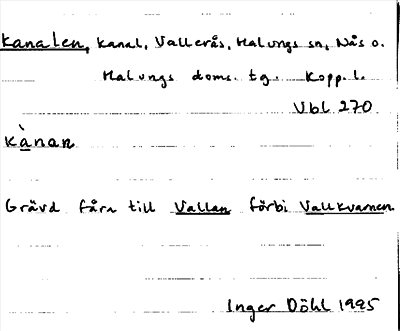 Kanalen, kanal, Vallerås, Malungs sn, Nås o.
Malungs doms. tg. Kopp. l.
Vbl 270
kànan
Grävd fåra till Vallan förbi Vallkvarnen
Inger Döhl 1995